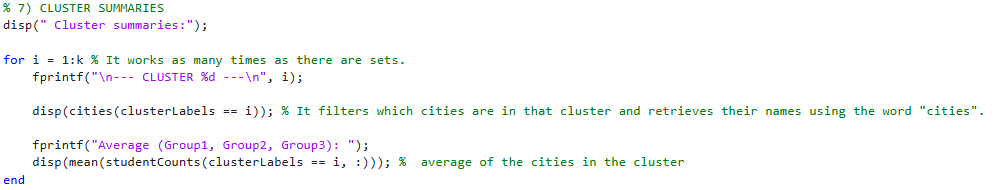 % 7) CLUSTER SUMMARIES
disp(" Cluster summaries:");
for i = 1:k % It works as many times as there are sets.
fprintf("\n--- CLUSTER %d ---\n", i);
disp(cities(clusterLabels == i)); % It filters which cities are in that cluster and retrieves their names using the word "cities".
fprintf("Average (Group1, Group2, Group3): ");
disp(mean(studentCounts(clusterLabels == i, :))); %  average of the cities in the cluster
end